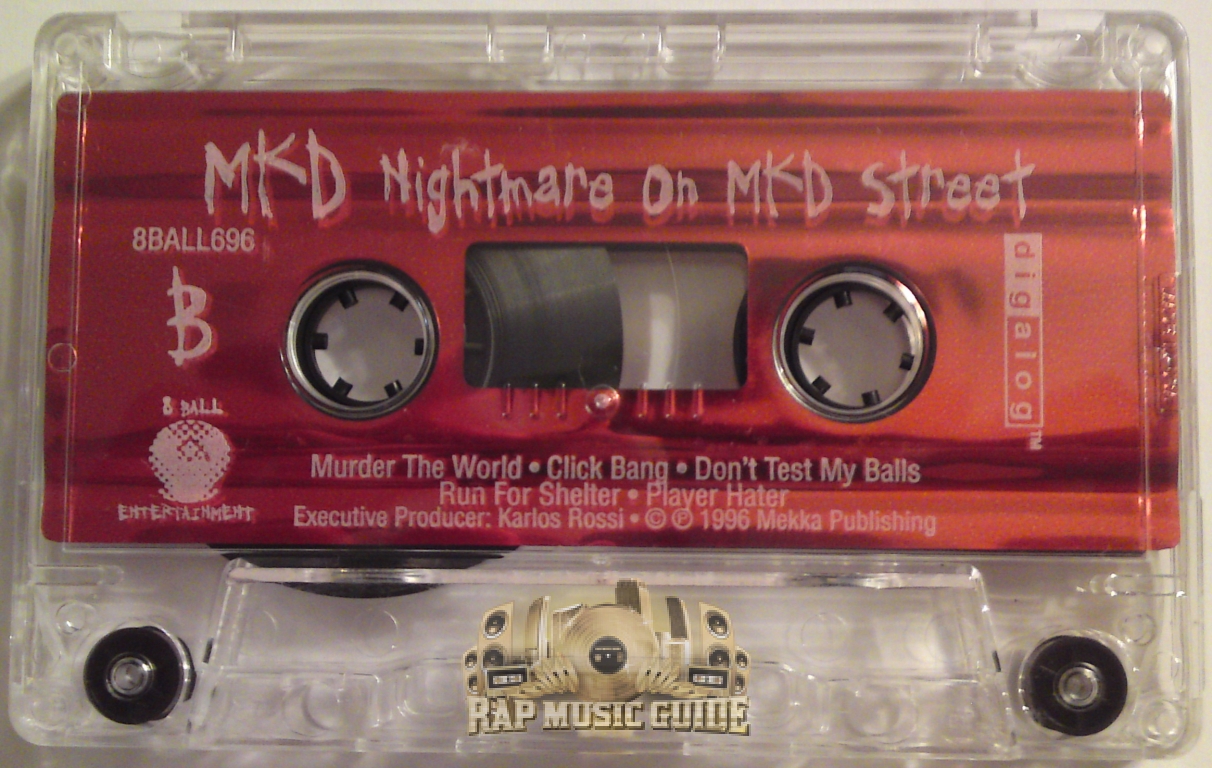 MKD Nightmare On MKD Street
8BALL696
B
digalog™
8 BALL
ENTERTAINMENT
Murder The World • Click Bang • Don't Test My Balls
Run For Shelter • Player Hater
Executive Producer: Karlos Rossi • © ℗ 1996 Mekka Publishing
RAP MUSIC GUIDE